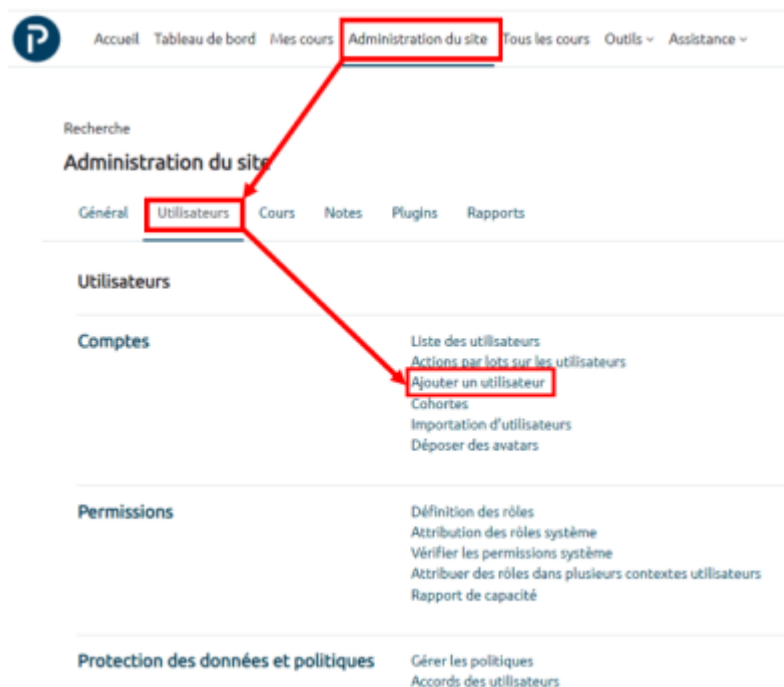 P
Accueil Tableau de bord Mes cours Administration du site Tous les cours Outils Assistance
Recherche
Administration du site
Général Utilisateurs Cours Notes Plugins Rapports
Utilisateurs
Comptes
Liste des utilisateurs
Actions par lots sur les utilisateurs
Ajouter un utilisateur
Cohortes
Importation d'utilisateurs
Déposer des avatars
Permissions
Définition des rôles
Attribution des rôles système
Vérifier les permissions système
Attribuer des rôles dans plusieurs contextes utilisateurs
Rapport de capacité
Protection des données et politiques
Gérer les politiques
Accords des utilisateurs